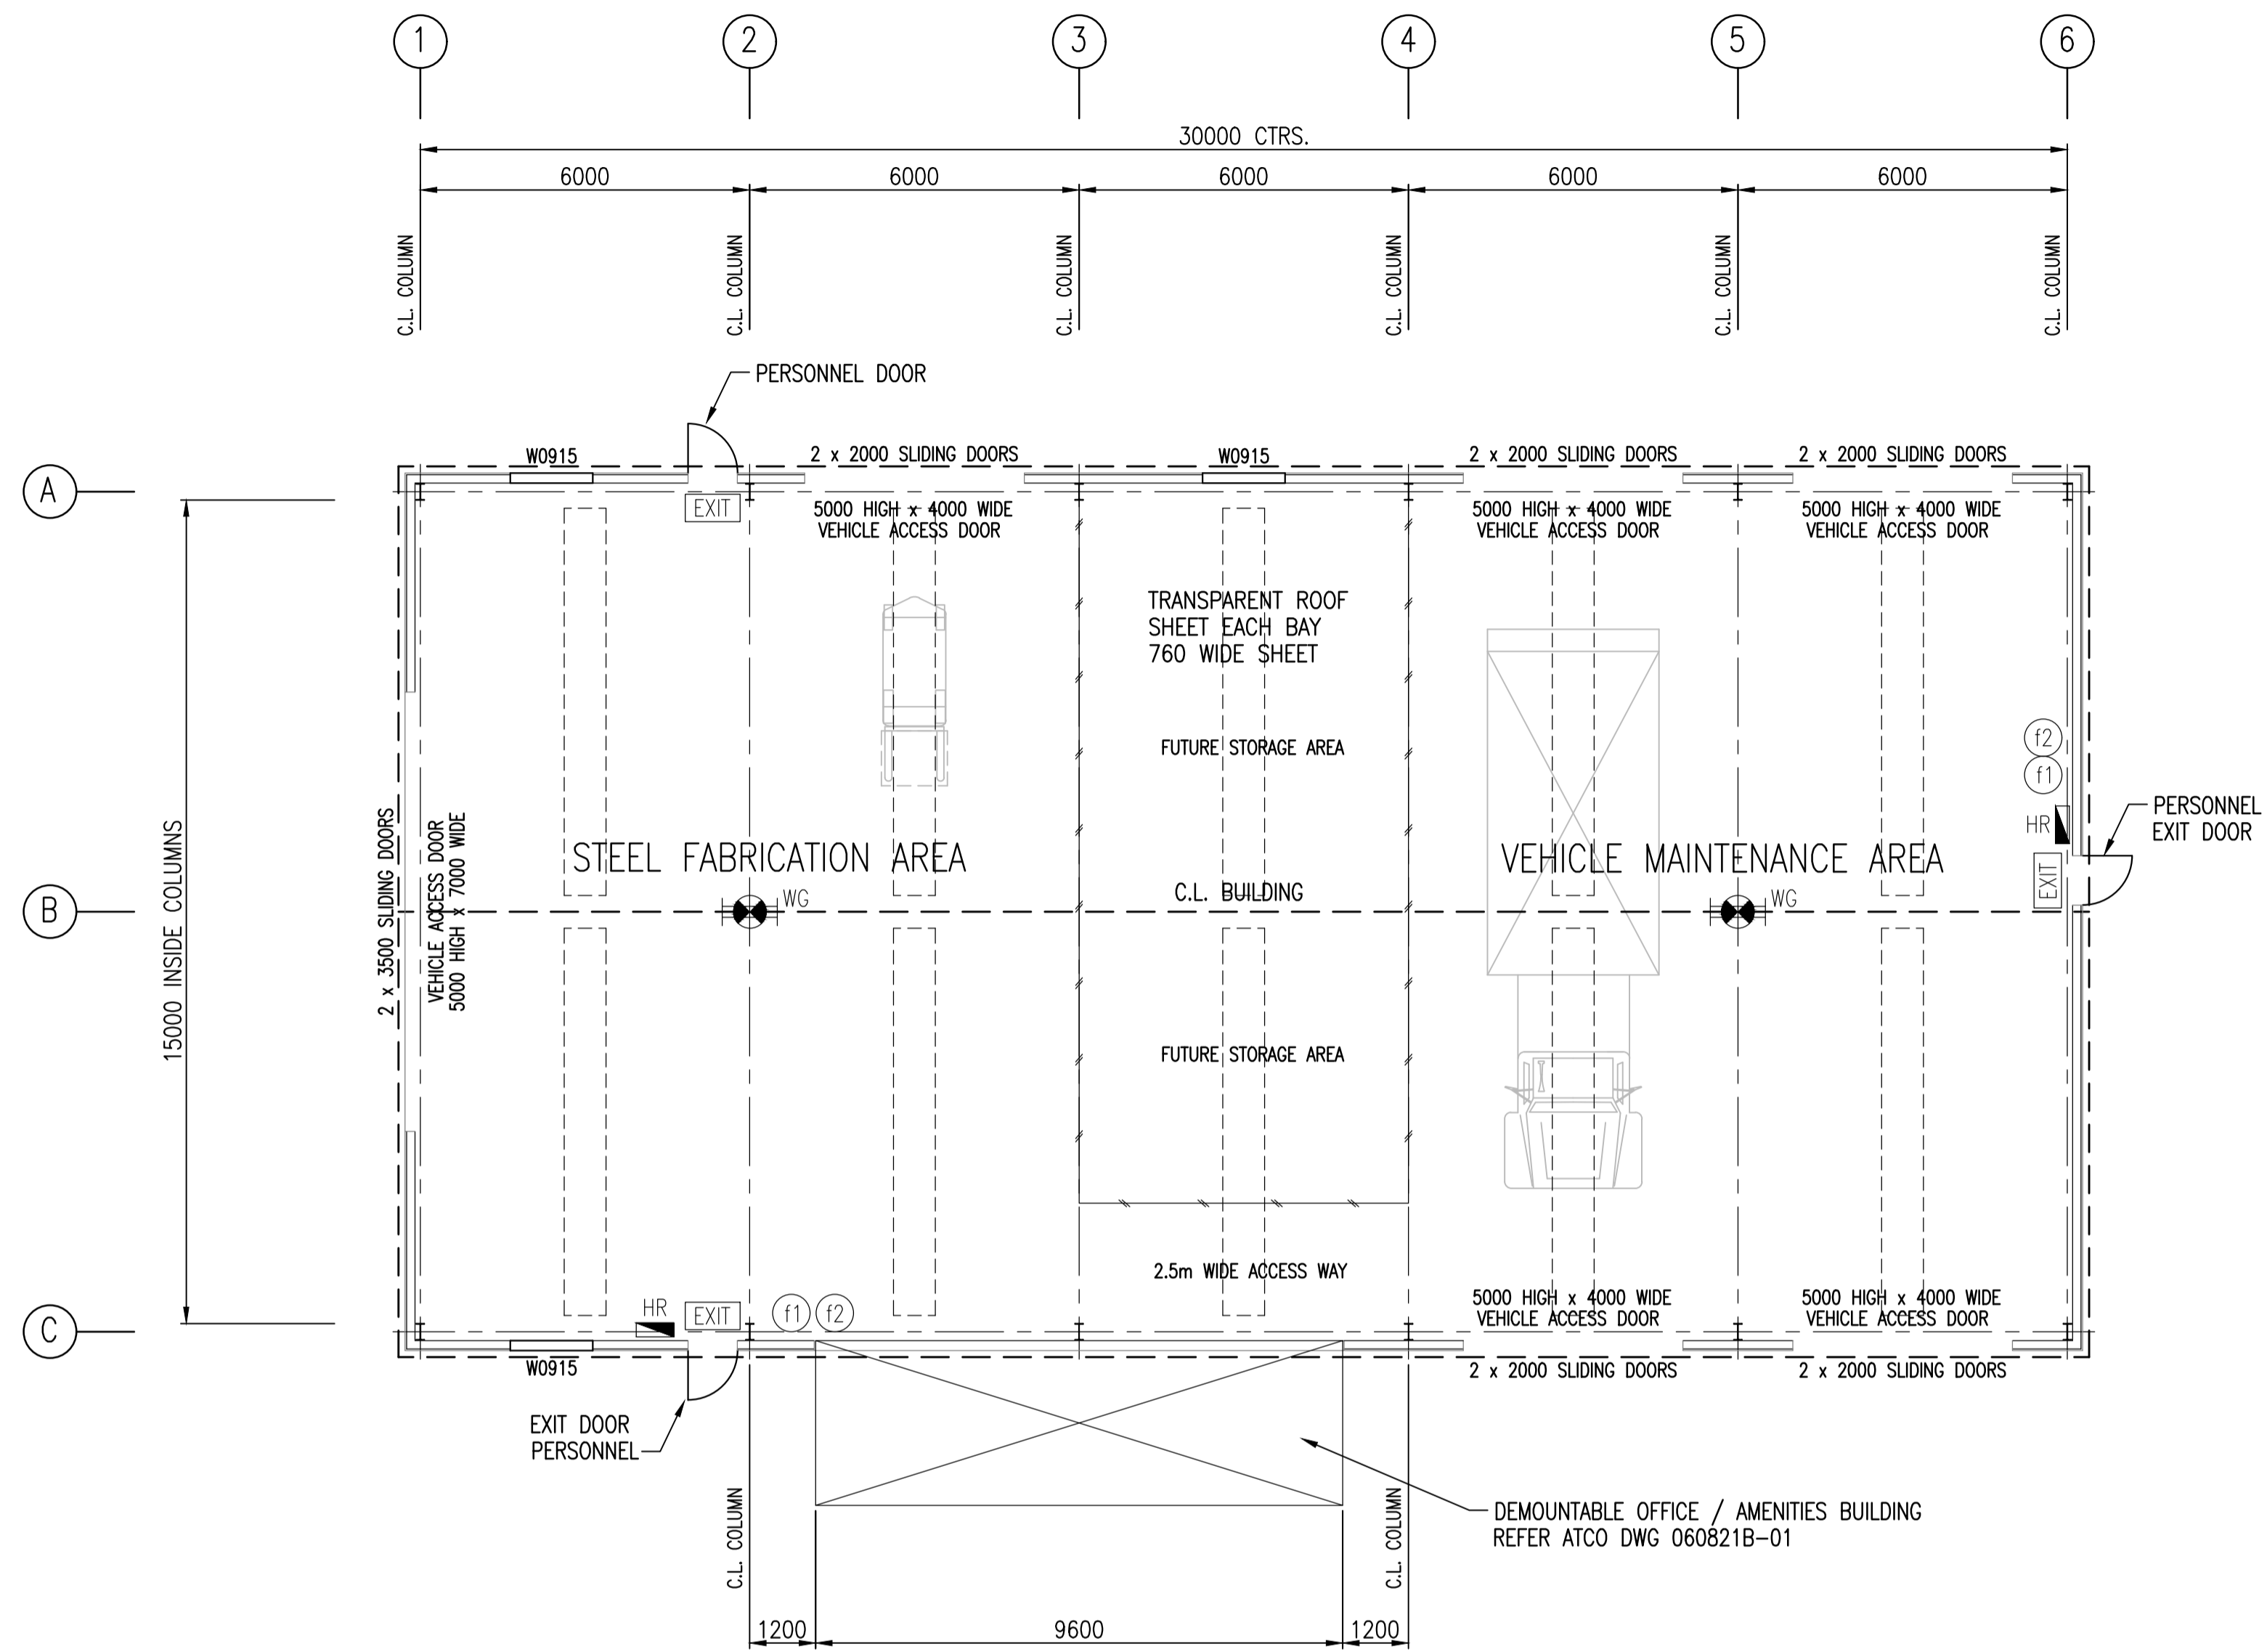 1
2
3
4
5
6
30000 CTRS.
6000
6000
6000
6000
6000
C.L. COLUMN
C.L. COLUMN
C.L. COLUMN
C.L. COLUMN
C.L. COLUMN
C.L. COLUMN
PERSONNEL DOOR
W0915
2 x 2000 SLIDING DOORS
W0915
2 x 2000 SLIDING DOORS
2 x 2000 SLIDING DOORS
A
EXIT
5000 HIGH x 4000 WIDE
VEHICLE ACCESS DOOR
5000 HIGH x 4000 WIDE
VEHICLE ACCESS DOOR
5000 HIGH x 4000 WIDE
VEHICLE ACCESS DOOR
TRANSPARENT ROOF
SHEET EACH BAY
760 WIDE SHEET
FUTURE STORAGE AREA
f2
f1
HR
PERSONNEL
EXIT DOOR
EXIT
15000 INSIDE COLUMNS
2 x 3500 SLIDING DOORS
VEHICLE ACCESS DOOR
5000 HIGH x 7000 WIDE
STEEL FABRICATION AREA
VEHICLE MAINTENANCE AREA
C.L. BUILDING
WG
WG
B
FUTURE STORAGE AREA
2.5m WIDE ACCESS WAY
5000 HIGH x 4000 WIDE
VEHICLE ACCESS DOOR
5000 HIGH x 4000 WIDE
VEHICLE ACCESS DOOR
HR
EXIT
f1
f2
C
W0915
2 x 2000 SLIDING DOORS
2 x 2000 SLIDING DOORS
EXIT DOOR
PERSONNEL
C.L. COLUMN
C.L. COLUMN
DEMOUNTABLE OFFICE / AMENITIES BUILDING
REFER ATCO DWG 060821B-01
1200
9600
1200